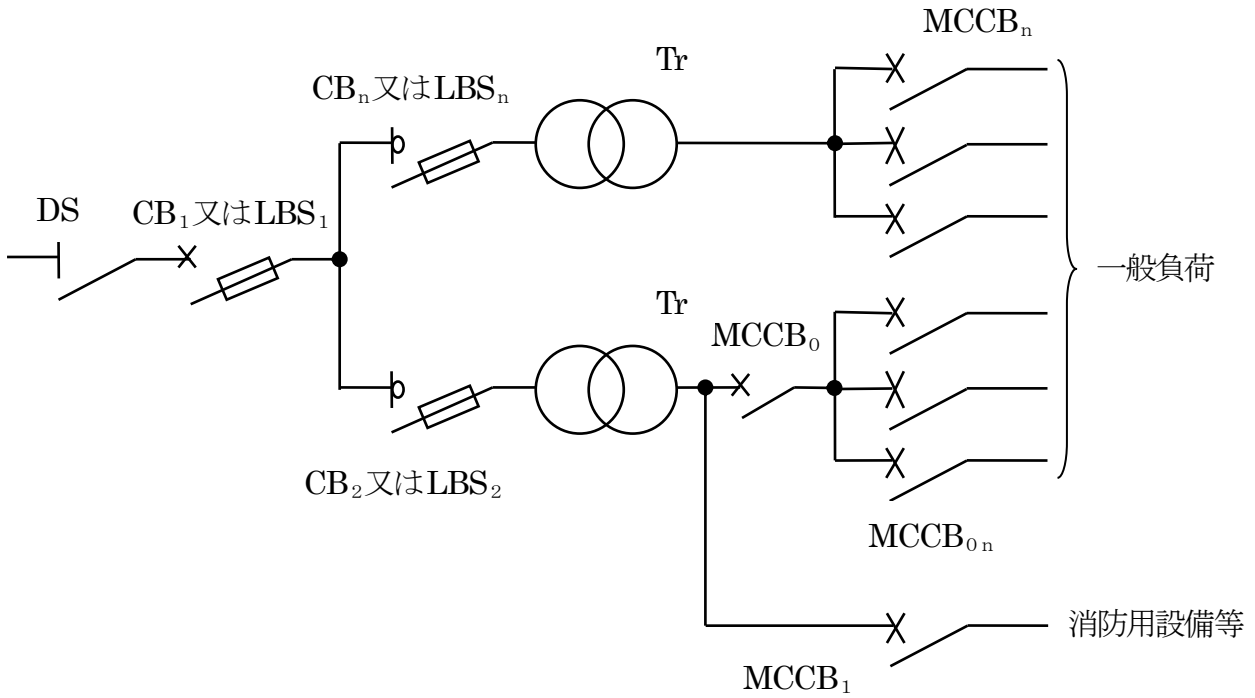 MCCBₙ
Tr
CBₙ又はLBSₙ
DS
CB₁又はLBS₁
一般負荷
Tr
MCCB₀
CB₂又はLBS₂
MCCB₀ₙ
消防用設備等
MCCB₁